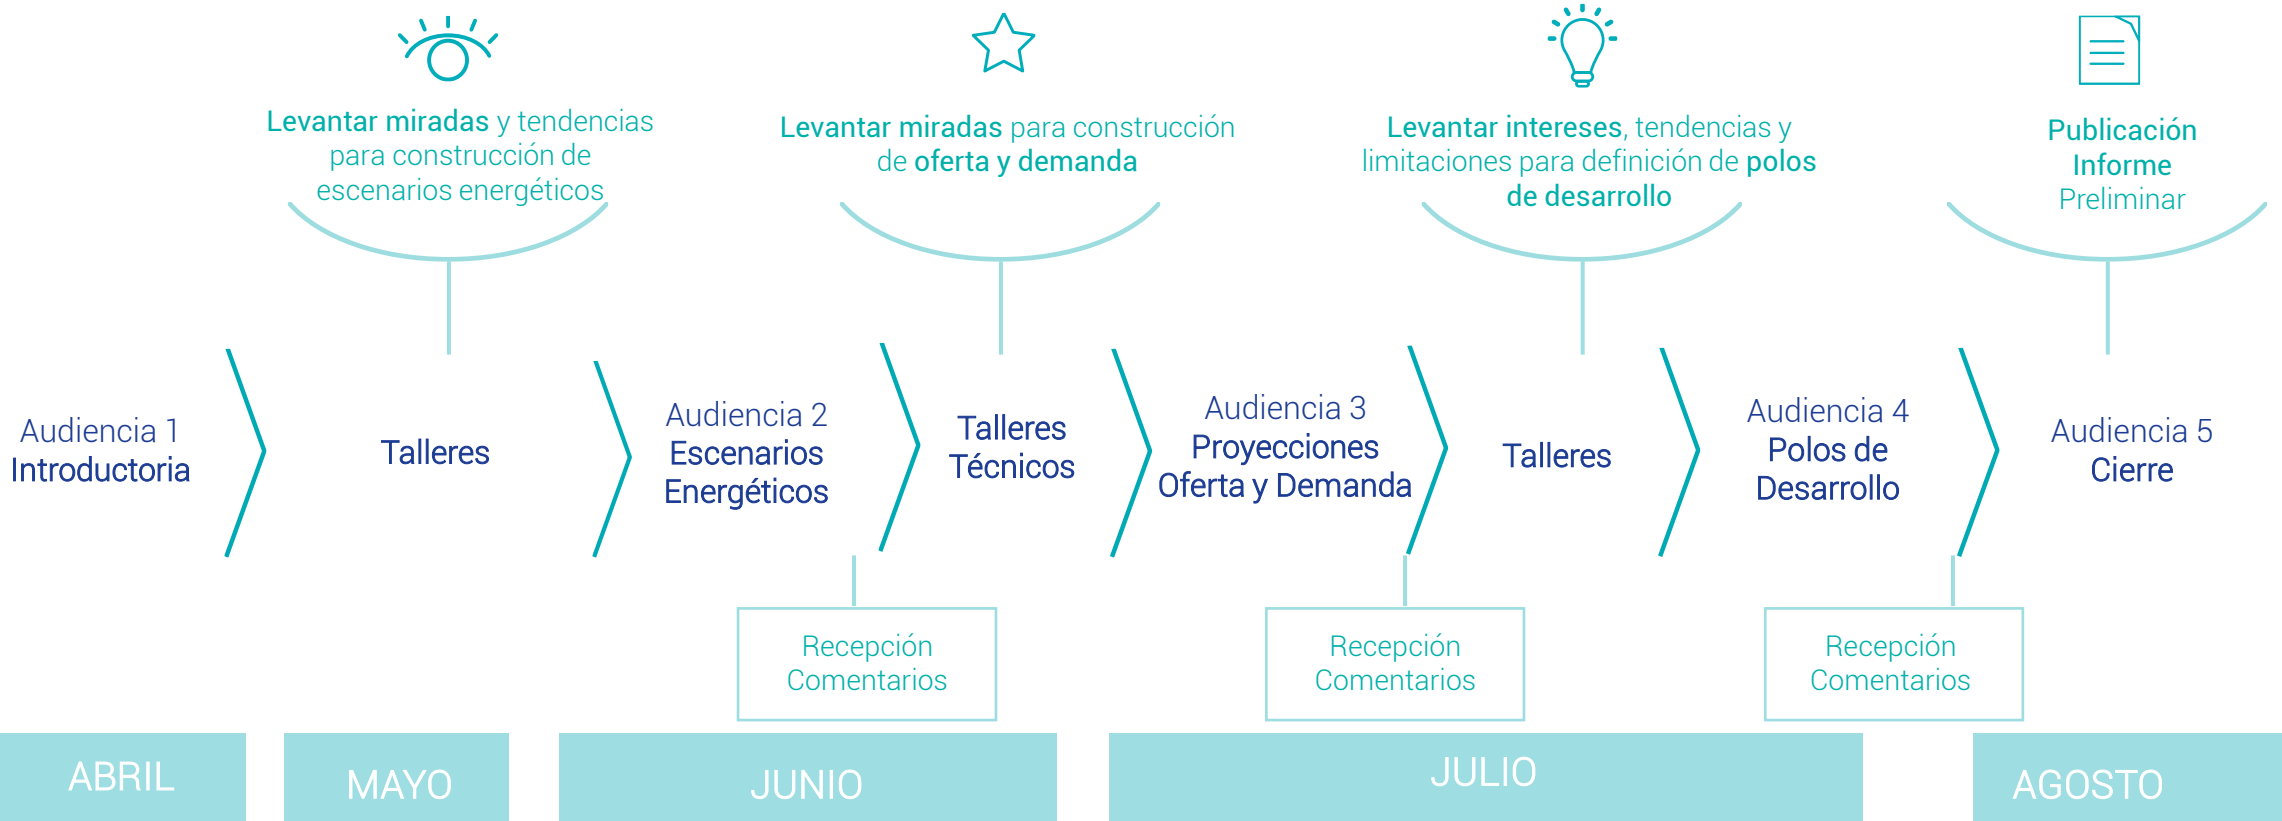 Levantar miradas y tendencias
para construcción de
escenarios energéticos
Levantar miradas para construcción
de oferta y demanda
Levantar intereses, tendencias y
limitaciones para definición de polos
de desarrollo
Publicación
Informe
Preliminar
Audiencia 1
Introductoria
Talleres
Audiencia 2
Escenarios
Energéticos
Talleres
Técnicos
Audiencia 3
Proyecciones
Oferta y Demanda
Talleres
Audiencia 4
Polos de
Desarrollo
Audiencia 5
Cierre
Recepción
Comentarios
Recepción
Comentarios
Recepción
Comentarios
ABRIL
MAYO
JUNIO
JULIO
AGOSTO